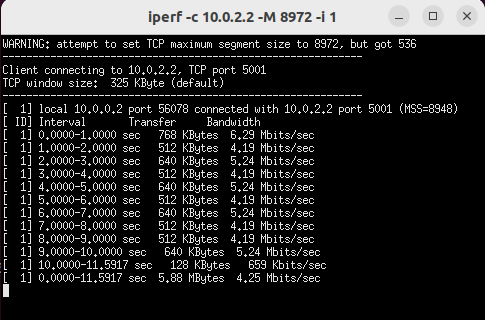 iperf -c 10.0.2.2 -M 8972 -i 1
WARNING: attempt to set TCP maximum segment size to 8972, but got 536
------------------------------------------------------------
Client connecting to 10.0.2.2, TCP port 5001
TCP window size:  325 KByte (default)
------------------------------------------------------------
[  1] local 10.0.0.2 port 56078 connected with 10.0.2.2 port 5001 (MSS=8948)
[ ID] Interval       Transfer     Bandwidth
[  1] 0.0000-1.0000 sec   768 KBytes  6.29 Mbits/sec
[  1] 1.0000-2.0000 sec   512 KBytes  4.19 Mbits/sec
[  1] 2.0000-3.0000 sec   640 KBytes  5.24 Mbits/sec
[  1] 3.0000-4.0000 sec   512 KBytes  4.19 Mbits/sec
[  1] 4.0000-5.0000 sec   640 KBytes  5.24 Mbits/sec
[  1] 5.0000-6.0000 sec   512 KBytes  4.19 Mbits/sec
[  1] 6.0000-7.0000 sec   640 KBytes  5.24 Mbits/sec
[  1] 7.0000-8.0000 sec   512 KBytes  4.19 Mbits/sec
[  1] 8.0000-9.0000 sec   512 KBytes  4.19 Mbits/sec
[  1] 9.0000-10.0000 sec   640 KBytes  5.24 Mbits/sec
[  1] 10.0000-11.5917 sec   128 KBytes   659 Kbits/sec
[  1] 0.0000-11.5917 sec  5.88 MBytes  4.25 Mbits/sec